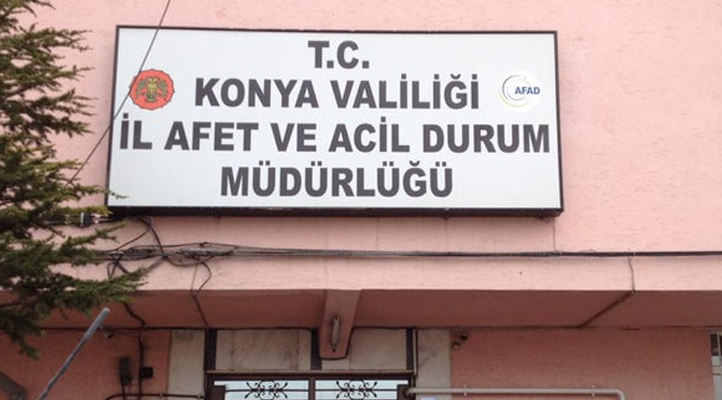 T.C.
KONYA VALİLİĞİ
AFAD
İL AFET VE ACİL DURUM
MÜDÜRLÜĞÜ